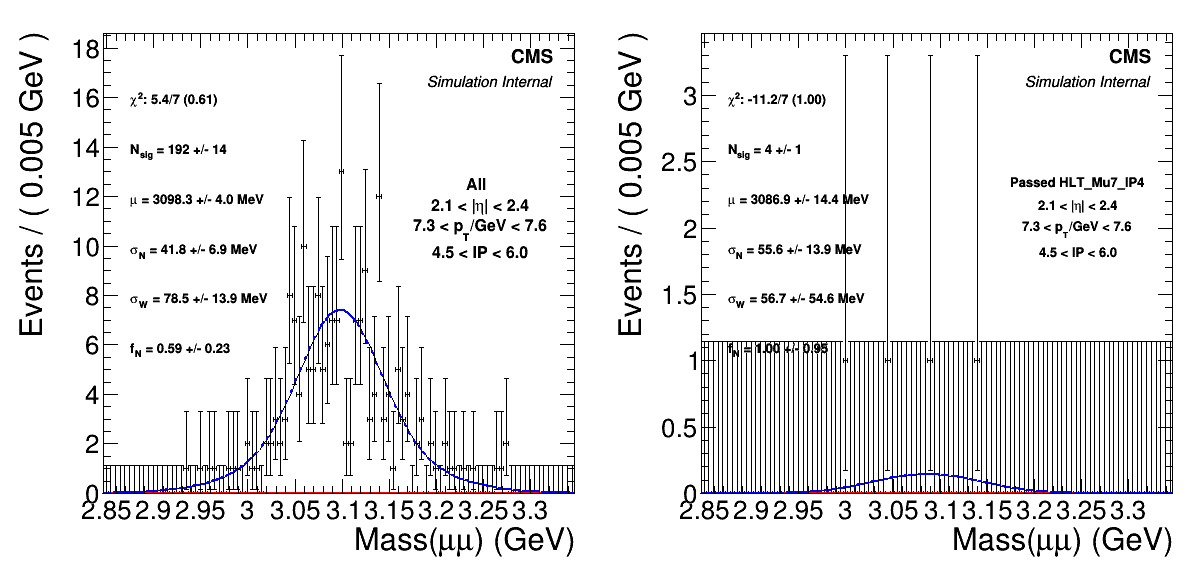 Events / ( 0.005 GeV )
18
16
14
12
10
8
6
4
2
0
CMS
Simulation Internal
χ²: 5.4/7 (0.61)
N_sig = 192 +/- 14
μ = 3098.3 +/- 4.0 MeV
σ_N = 41.8 +/- 6.9 MeV
σ_W = 78.5 +/- 13.9 MeV
f_N = 0.59 +/- 0.23
All
2.1 < |η| < 2.4
7.3 < p_T/GeV < 7.6
4.5 < IP < 6.0
2.85 2.9 2.95 3 3.05 3.1 3.15 3.2 3.25 3.3
Mass(μμ) (GeV)
Events / ( 0.005 GeV )
3
2.5
2
1.5
1
0.5
0
CMS
Simulation Internal
χ²: -11.2/7 (1.00)
N_sig = 4 +/- 1
μ = 3086.9 +/- 14.4 MeV
σ_N = 55.6 +/- 13.9 MeV
σ_W = 56.7 +/- 54.6 MeV
f_N = 1.00 +/- 0.95
Passed HLT_Mu7_IP4
2.1 < |η| < 2.4
7.3 < p_T/GeV < 7.6
4.5 < IP < 6.0
2.85 2.9 2.95 3 3.05 3.1 3.15 3.2 3.25 3.3
Mass(μμ) (GeV)